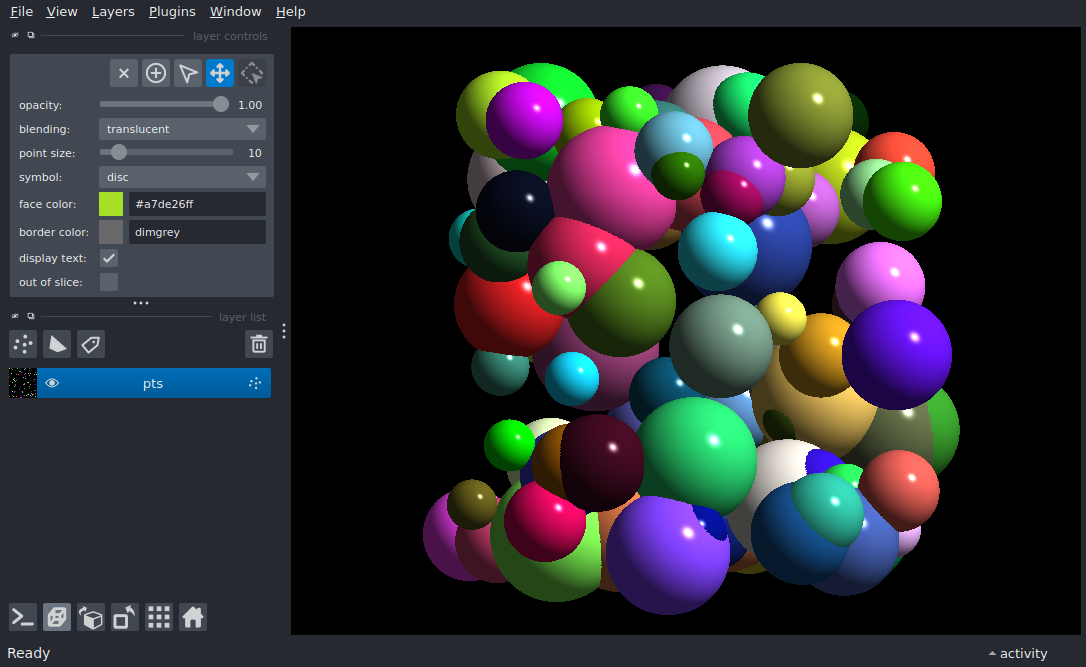 File View Layers Plugins Window Help
layer controls
opacity: 1.00
blending: translucent
point size: 10
symbol: disc
face color: #a7de26ff
border color: dimgrey
display text:
out of slice:
layer list
pts
Ready
activity